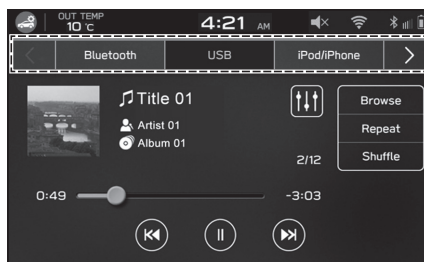 OUT TEMP
10 °C
4:21 AM
Bluetooth USB iPod/iPhone
Title 01
Artist 01
Album 01
2/12
Browse
Repeat
Shuffle
0:49 -3:03